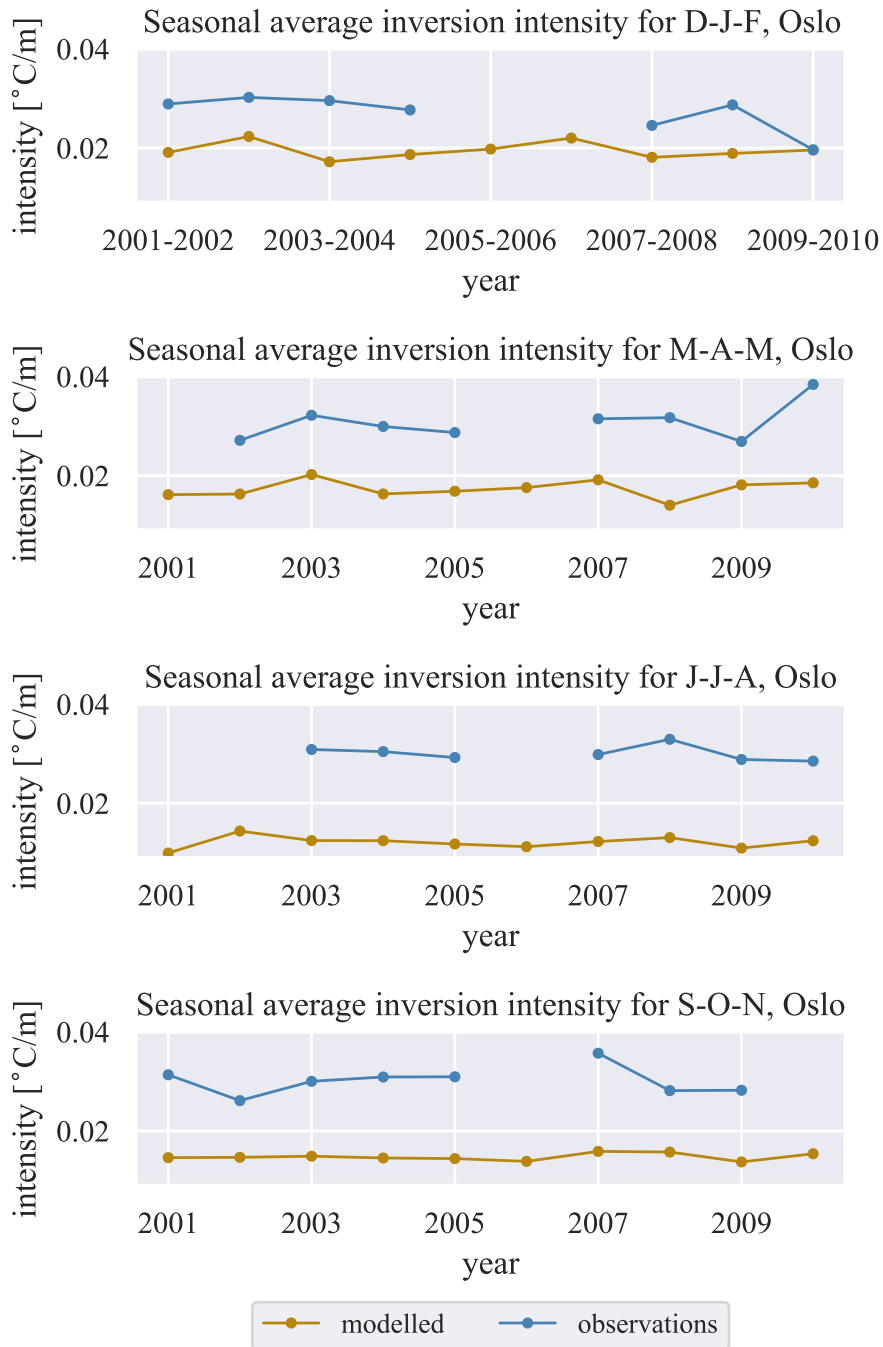 Seasonal average inversion intensity for D-J-F, Oslo
intensity [˚C/m]
0.04
0.02
2001-2002 2003-2004 2005-2006 2007-2008 2009-2010
year
Seasonal average inversion intensity for M-A-M, Oslo
intensity [˚C/m]
0.04
0.02
2001 2003 2005 2007 2009
year
Seasonal average inversion intensity for J-J-A, Oslo
intensity [˚C/m]
0.04
0.02
2001 2003 2005 2007 2009
year
Seasonal average inversion intensity for S-O-N, Oslo
intensity [˚C/m]
0.04
0.02
2001 2003 2005 2007 2009
year
modelled observations